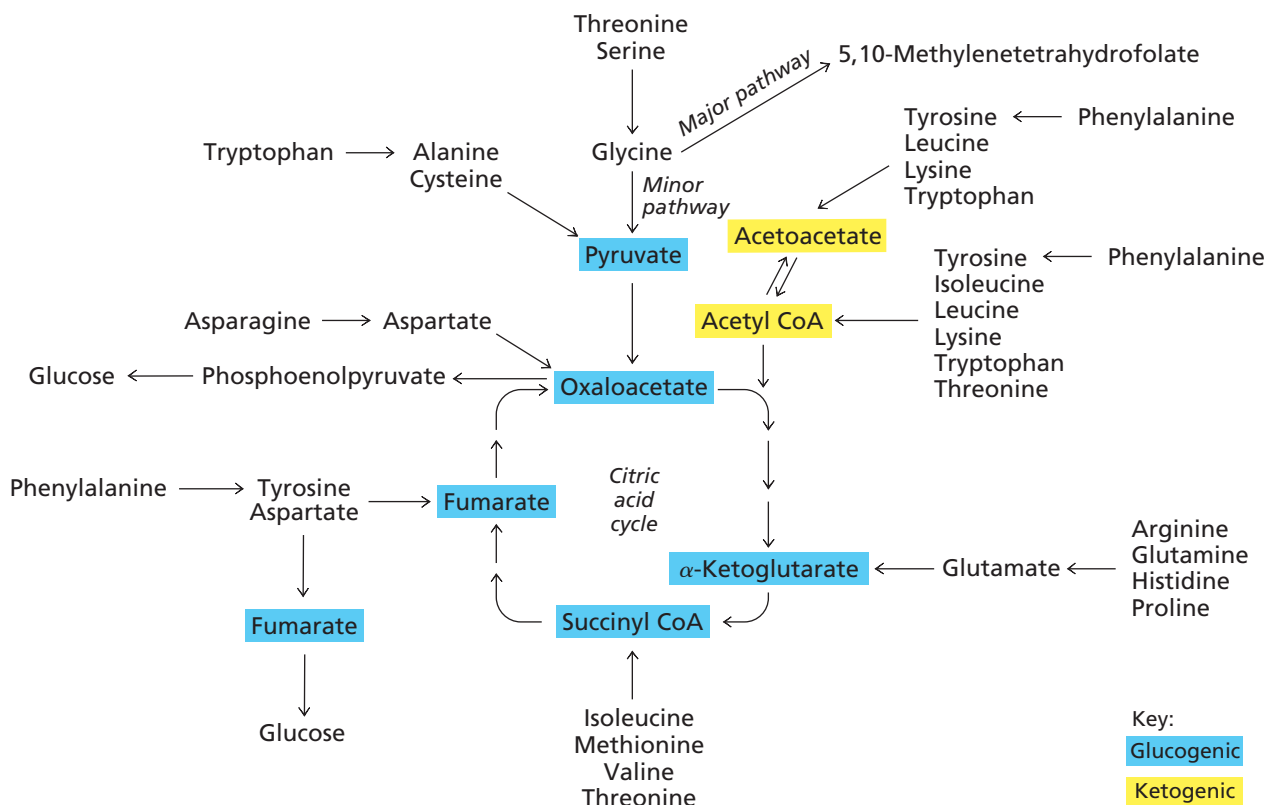 Threonine
Serine
5,10-Methylenetetrahydrofolate
Major pathway
Tyrosine
Phenylalanine
Leucine
Lysine
Tryptophan
Tryptophan
Alanine
Cysteine
Glycine
Minor
pathway
Acetoacetate
Pyruvate
Tyrosine
Phenylalanine
Isoleucine
Leucine
Lysine
Tryptophan
Threonine
Acetyl CoA
Asparagine
Aspartate
Glucose
Phosphoenolpyruvate
Oxaloacetate
Citric
acid
cycle
Phenylalanine
Tyrosine
Aspartate
Fumarate
α-Ketoglutarate
Glutamate
Arginine
Glutamine
Histidine
Proline
Fumarate
Succinyl CoA
Glucose
Isoleucine
Methionine
Valine
Threonine
Key:
Glucogenic
Ketogenic